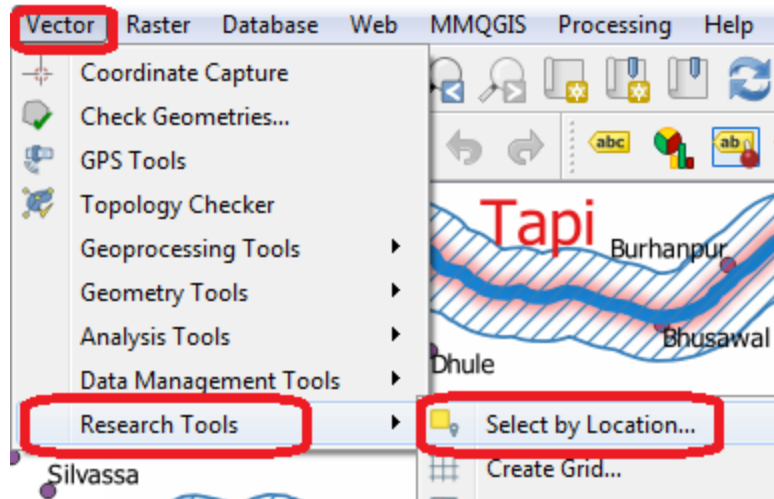 Vector Raster Database Web MMQGIS Processing Help
Coordinate Capture
Check Geometries...
GPS Tools
abc
ab
Topology Checker
Tapi
Burhanpur
Geoprocessing Tools
Geometry Tools
Analysis Tools
Bhusawal
Dhule
Data Management Tools
Research Tools
Select by Location...
Silvassa
Create Grid...